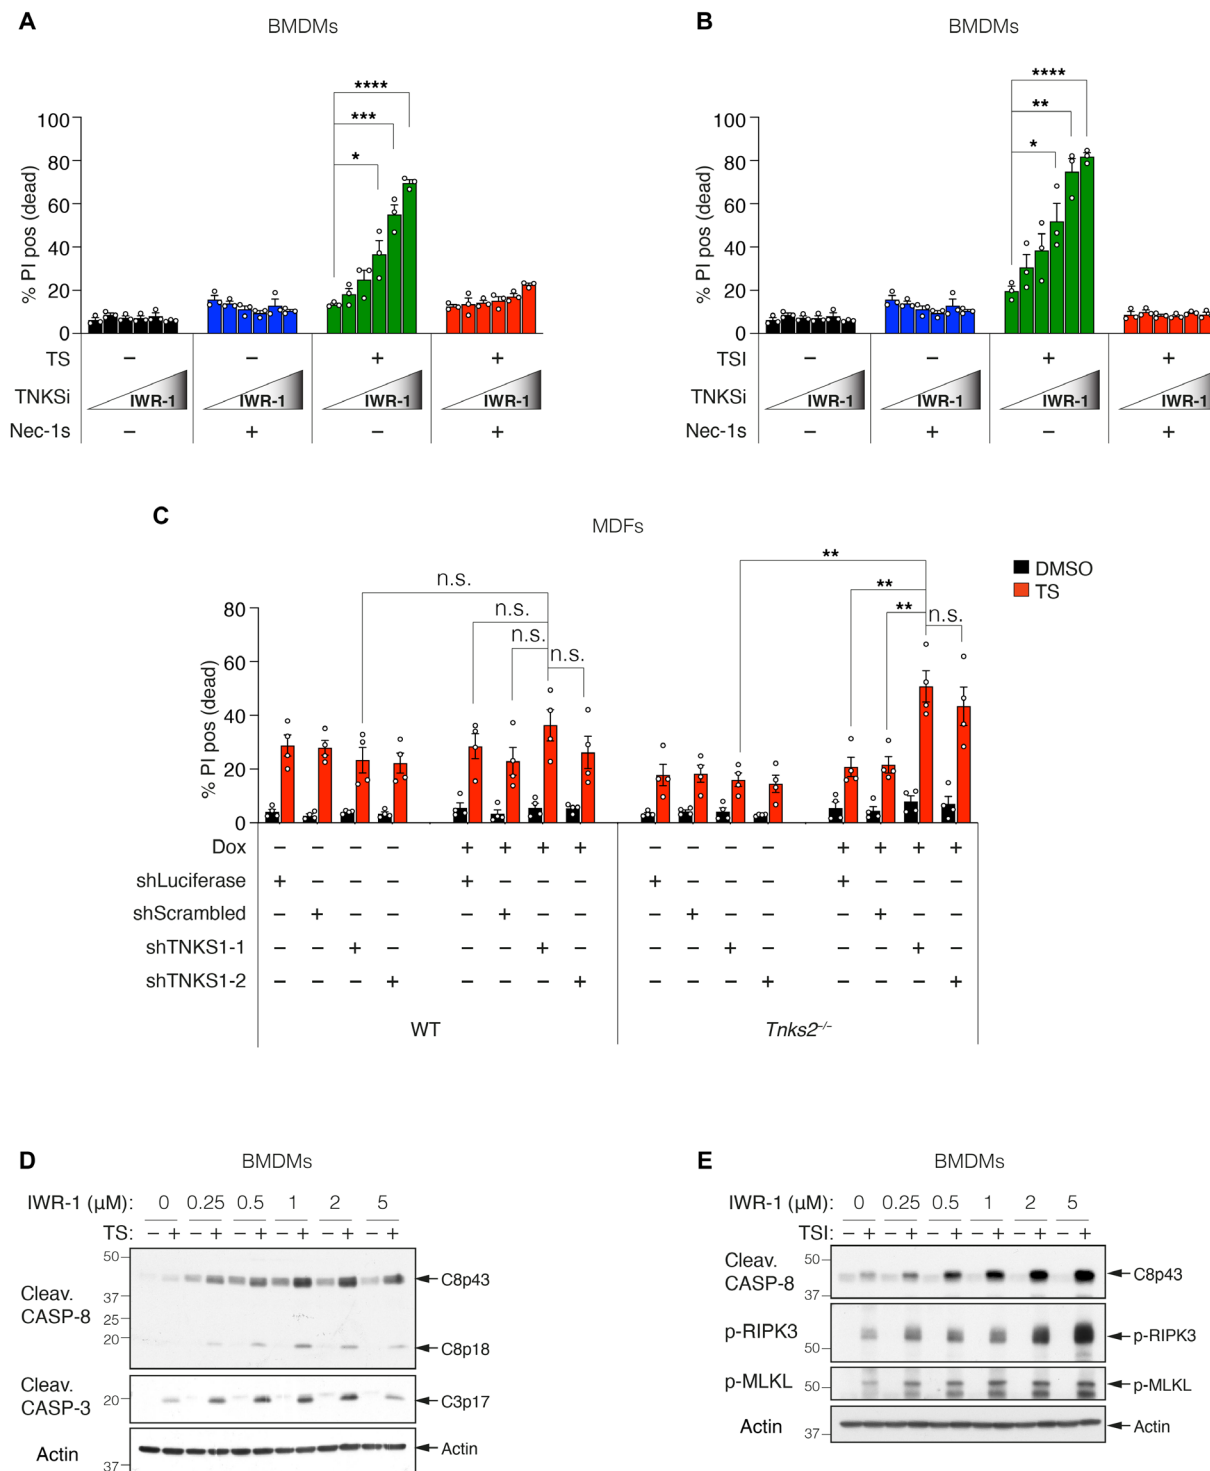 A
BMDMs
% PI pos (dead)
100
80
60
40
20
0
****
***
*
TS – – + +
TNKSi IWR-1 IWR-1 IWR-1 IWR-1
Nec-1s – + – +
B
BMDMs
% PI pos (dead)
100
80
60
40
20
0
****
**
*
TSI – – + +
TNKSi IWR-1 IWR-1 IWR-1 IWR-1
Nec-1s – + – +
C
MDFs
DMSO
TS
% PI pos (dead)
80
60
40
20
0
n.s.
n.s.
n.s.
n.s.
**
**
**
n.s.
Dox – – – – + + + + – – – – + + + +
shLuciferase + – – – + – – – + – – – + – – –
shScrambled – + – – – + – – – + – – – + – –
shTNKS1-1 – – + – – – + – – – + – – – + –
shTNKS1-2 – – – + – – – + – – – + – – – +
WT Tnks2–/–
D
BMDMs
IWR-1 (μM): 0 0.25 0.5 1 2 5
TS: – + – + – + – + – + – +
Cleav.
CASP-8
50
37
25
20
C8p43
C8p18
Cleav.
CASP-3
20
C3p17
Actin
37
Actin
E
BMDMs
IWR-1 (μM): 0 0.25 0.5 1 2 5
TSI: – + – + – + – + – + – +
Cleav.
CASP-8
50
37
C8p43
p-RIPK3
50
p-RIPK3
p-MLKL
50
p-MLKL
Actin
37
Actin